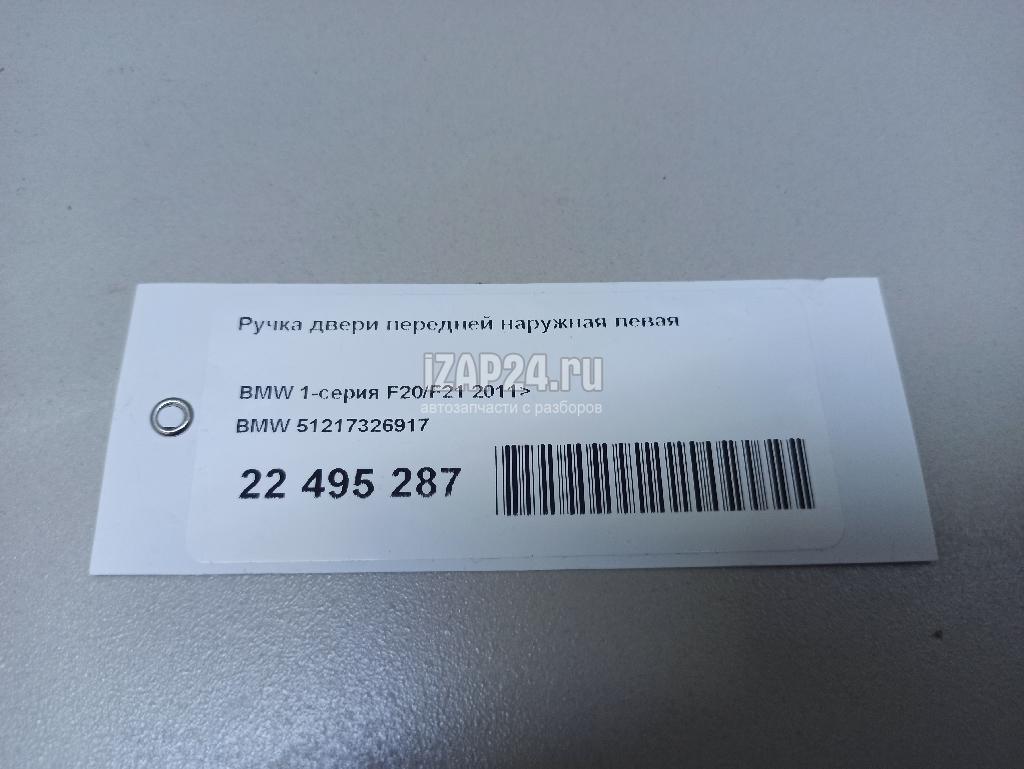 Ручка двери передней наружная левая
iZAP24.ru
BMW 1-серия F20/F21 2011>
автозапчасти с разборов
BMW 51217326917
22 495 287